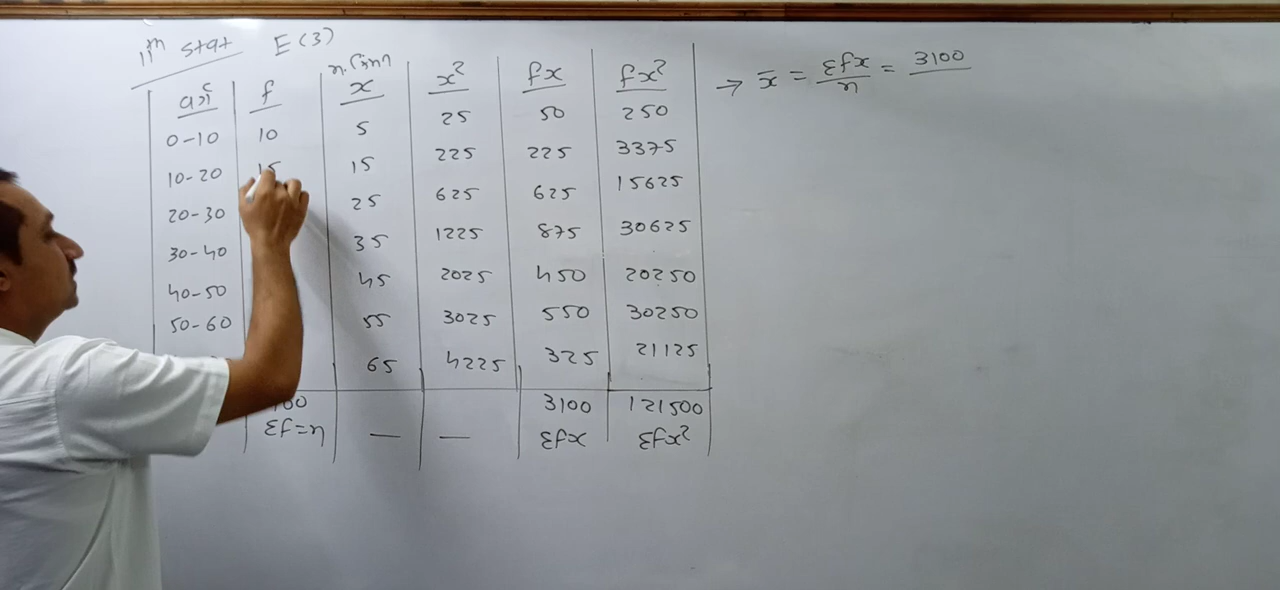 11th stat E(3)
f x x² fx fx²
0-10 10 5 25 50 250
10-20 15 15 225 225 3375
20-30 25 625 625 15625
30-40 35 1225 875 30625
40-50 45 2025 450 20250
50-60 55 3025 550 30250
65 4225 325 21125
100 3100 121500
Σf=n — — Σfx Σfx²
→ x̄ = Σfx/n = 3100